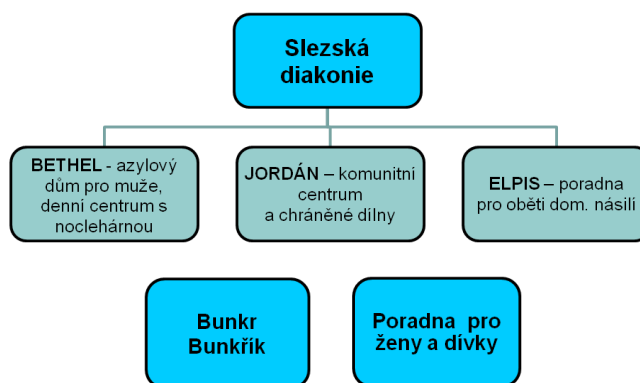 Slezská
diakonie
BETHEL - azylový
dům pro muže,
denní centrum s
noclehárnou
JORDÁN – komunitní
centrum
a chráněné dílny
ELPIS – poradna
pro oběti dom. násilí
Bunkr
Bunkřík
Poradna pro
ženy a dívky